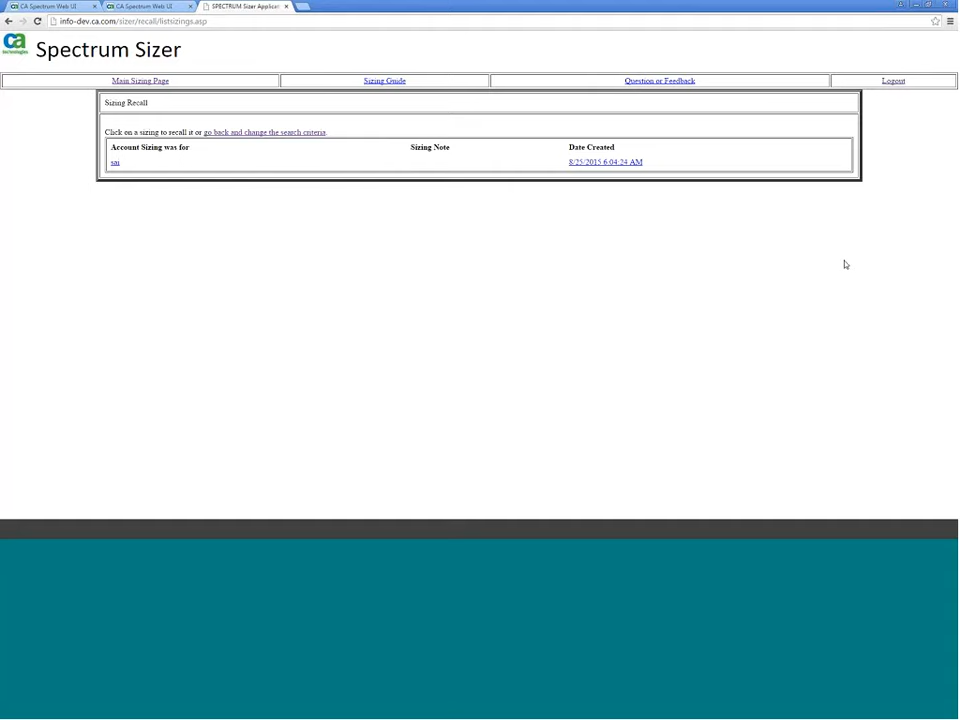 CA Spectrum Web UI
CA Spectrum Web UI
SPECTRUM Sizer Applicat
info-dev.ca.com/sizer/recall/listsizings.asp
ca
technologies
Spectrum Sizer
Main Sizing Page
Sizing Guide
Question or Feedback
Logout
Sizing Recall
Click on a sizing to recall it or go back and change the search criteria.
Account Sizing was for
Sizing Note
Date Created
8/25/2015 6:04:24 AM